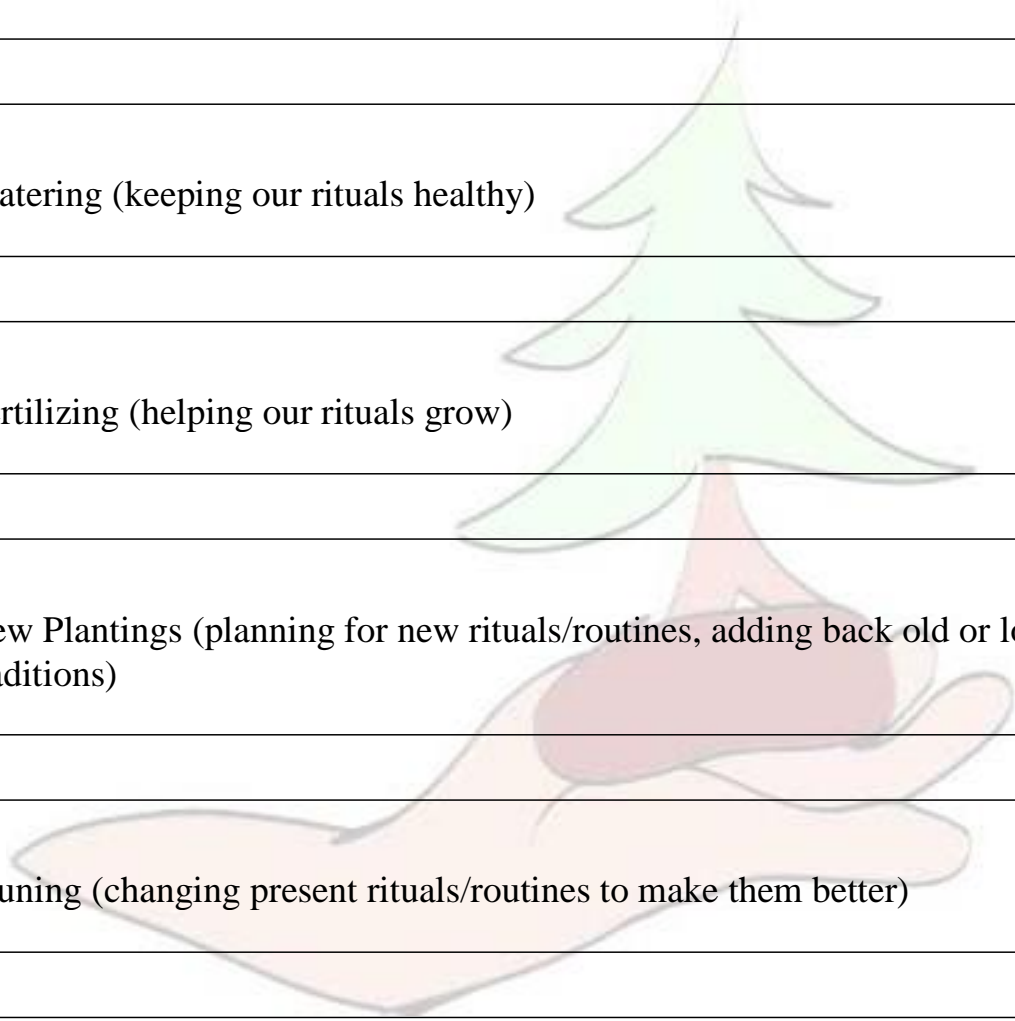 atering (keeping our rituals healthy)
rtilizing (helping our rituals grow)
ew Plantings (planning for new rituals/routines, adding back old or lo
aditions)
uning (changing present rituals/routines to make them better)